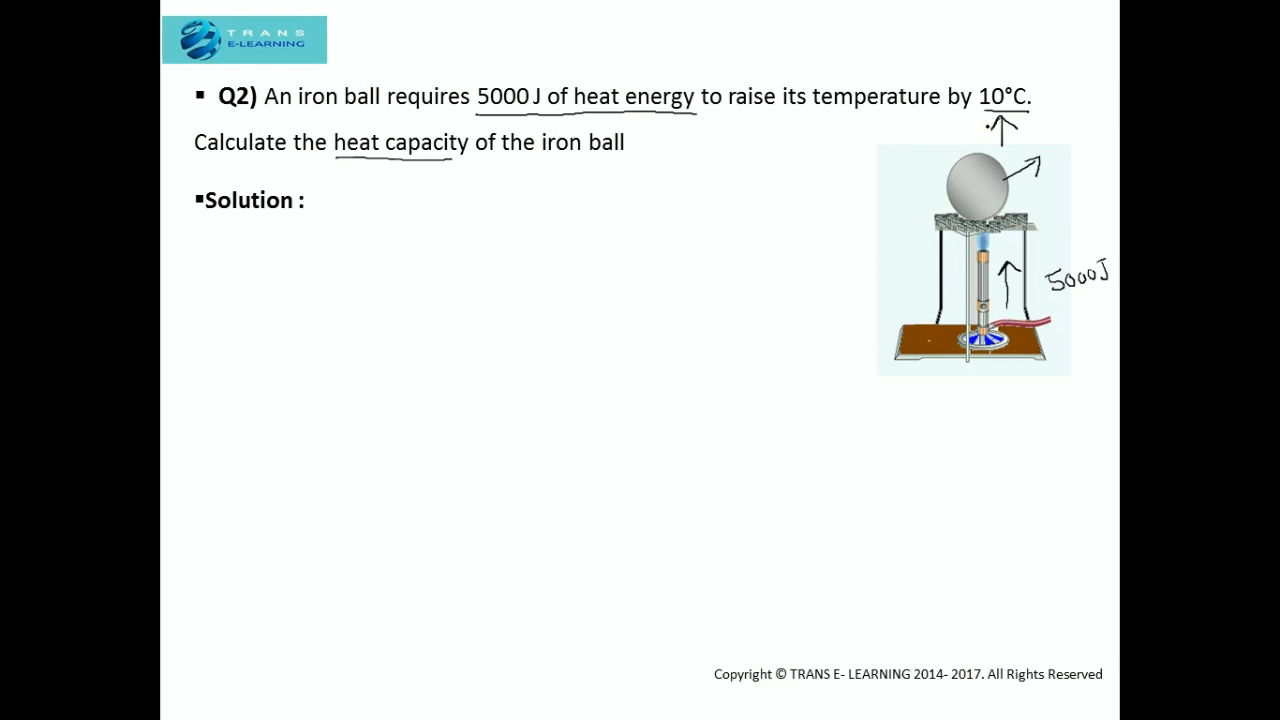 TRANS
E-LEARNING
▪ Q2) An iron ball requires 5000 J of heat energy to raise its temperature by 10°C.
Calculate the heat capacity of the iron ball
▪Solution :
5000J
Copyright © TRANS E- LEARNING 2014- 2017. All Rights Reserved